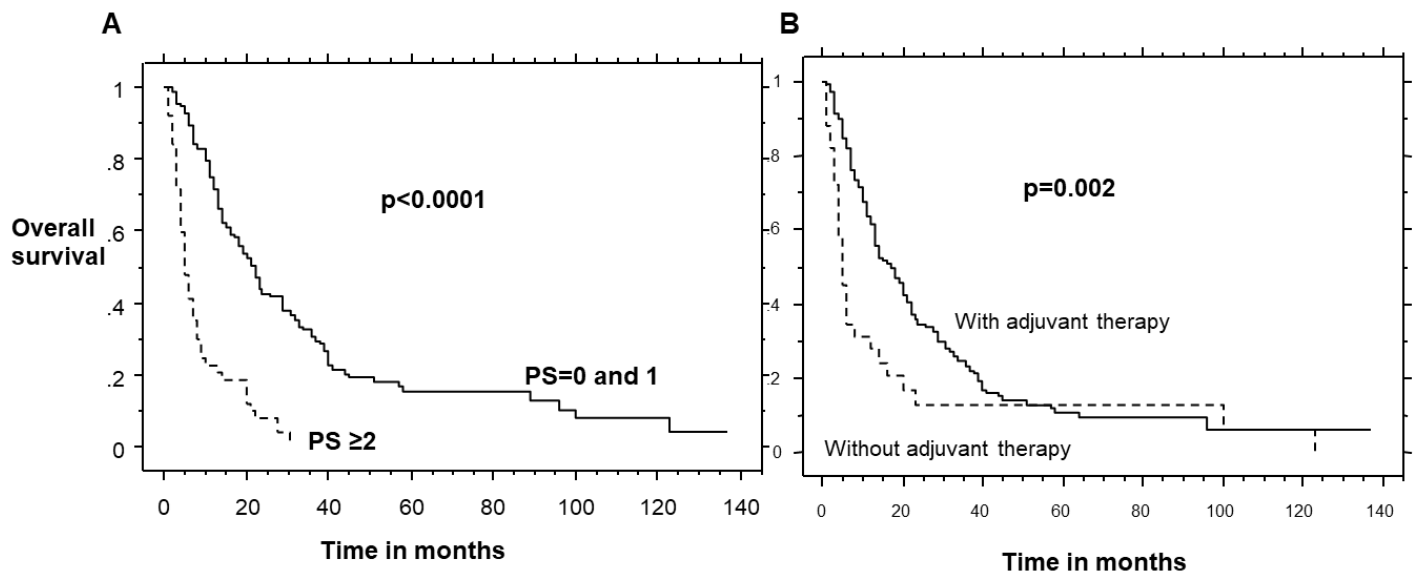 A
1
.8
.6
.4
.2
0
Overall
survival
p<0.0001
PS=0 and 1
PS ≥2
0 20 40 60 80 100 120 140
Time in months
B
1
.8
.6
.4
.2
0
p=0.002
With adjuvant therapy
Without adjuvant therapy
0 20 40 60 80 100 120 140
Time in months